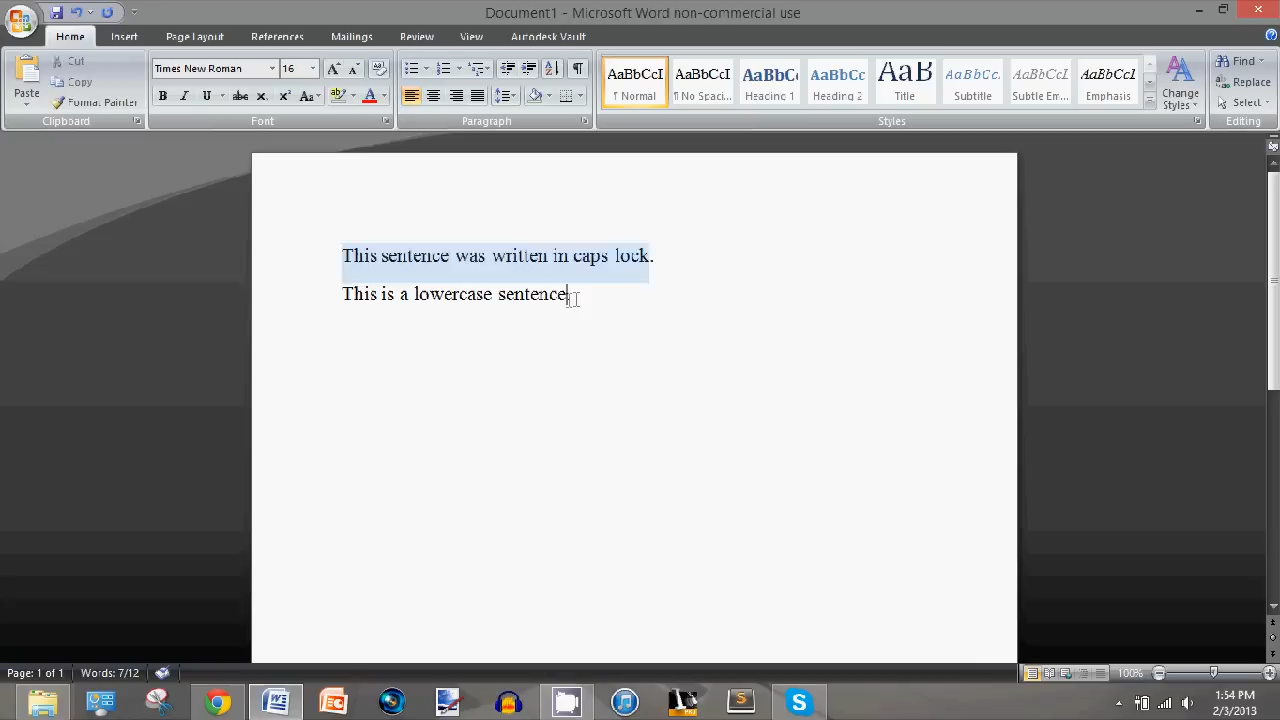 Document1 - Microsoft Word non-commercial use
Home Insert Page Layout References Mailings Review View Autodesk Vault
Paste
Cut
Copy
Format Painter
Clipboard
Times New Roman 16
B I U abc x₂ x² Aa A
Font
Paragraph
AaBbCcI AaBbCcI AaBbC AaBbCc AaB AaBbCc. AaBbCcI AaBbCcI
¶ Normal ¶ No Spaci... Heading 1 Heading 2 Title Subtitle Subtle Em... Emphasis
Change Styles
Styles
Find
Replace
Select
Editing
This sentence was written in caps lock.
This is a lowercase sentence
Page: 1 of 1 Words: 7/12 100%
1:54 PM
2/3/2013